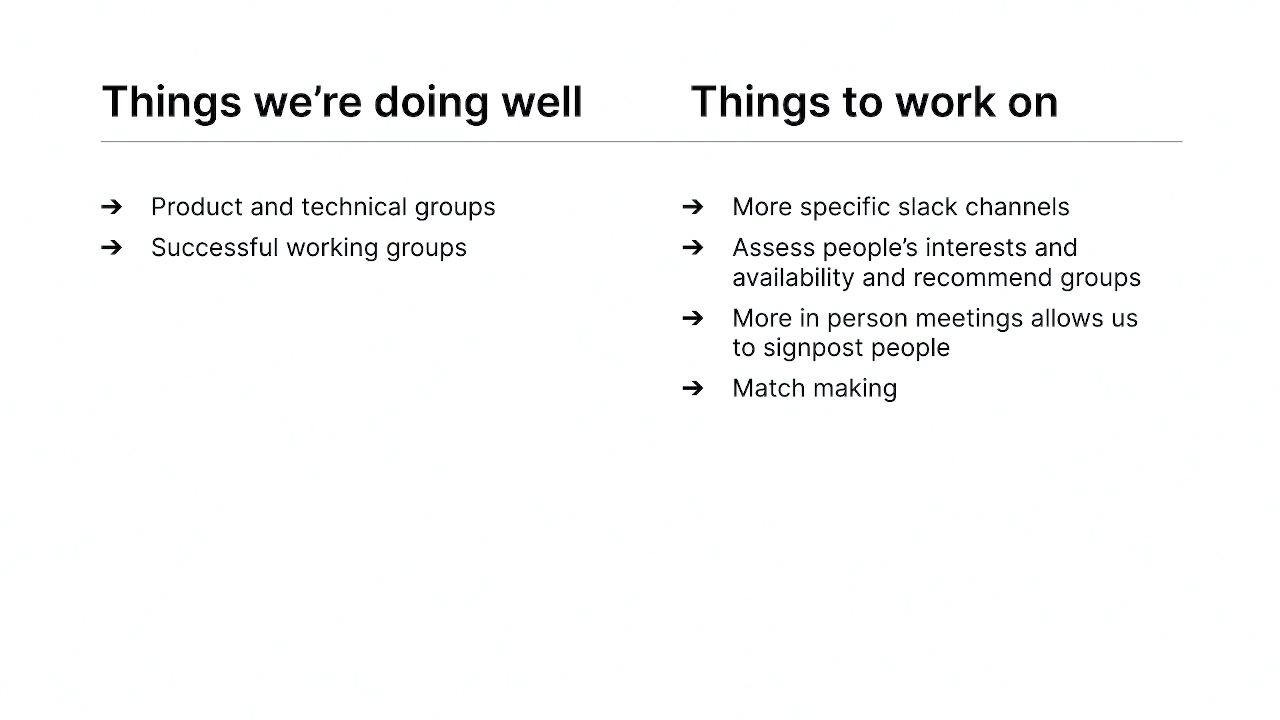 Things we’re doing well
Things to work on
➔ Product and technical groups
➔ Successful working groups
➔ More specific slack channels
➔ Assess people’s interests and
availability and recommend groups
➔ More in person meetings allows us
to signpost people
➔ Match making